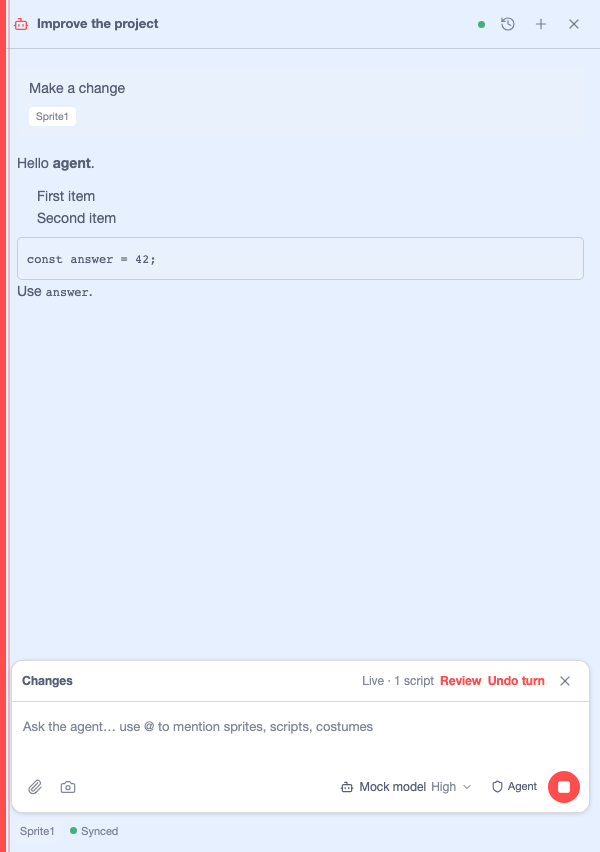 Improve the project
Make a change
Sprite1
Hello agent.
First item
Second item
const answer = 42;
Use answer.
Changes
Live · 1 script Review Undo turn
Ask the agent… use @ to mention sprites, scripts, costumes
Mock model High
Agent
Sprite1
Synced